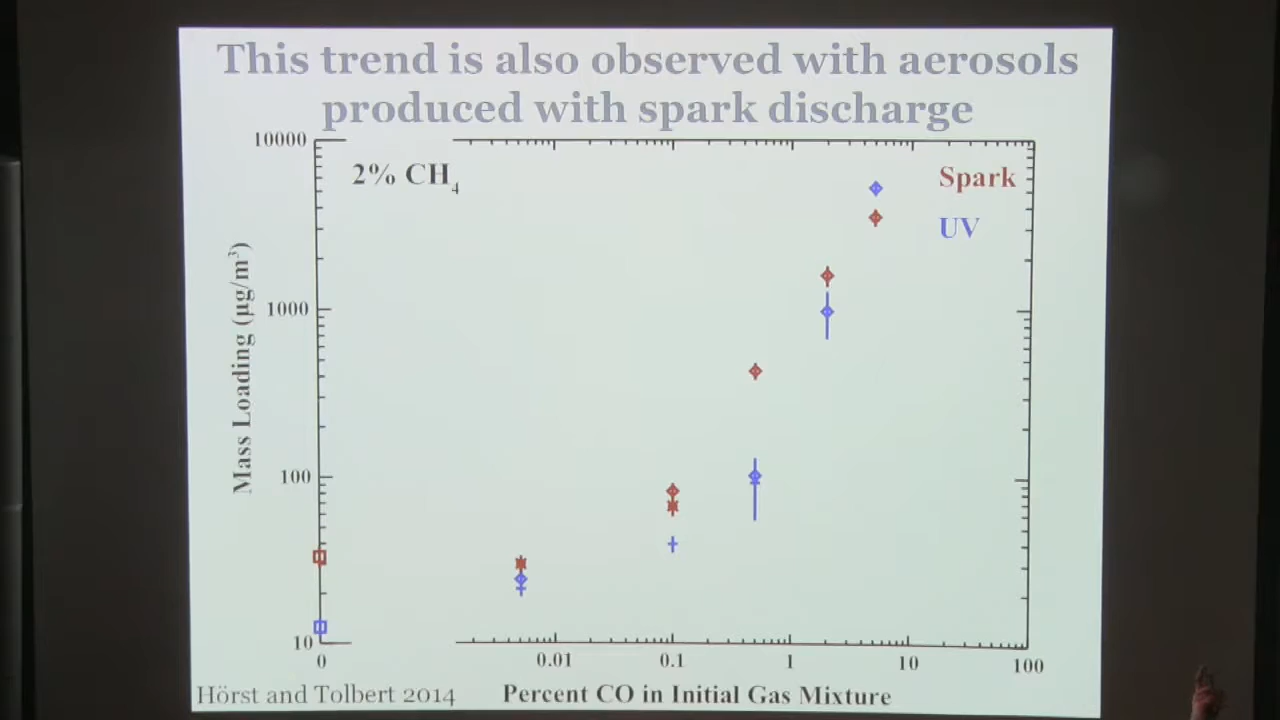 This trend is also observed with aerosols
produced with spark discharge
10000
2% CH4
Spark
UV
Mass Loading (µg/m³)
1000
100
10
0
0.01
0.1
1
10
100
Hörst and Tolbert 2014
Percent CO in Initial Gas Mixture